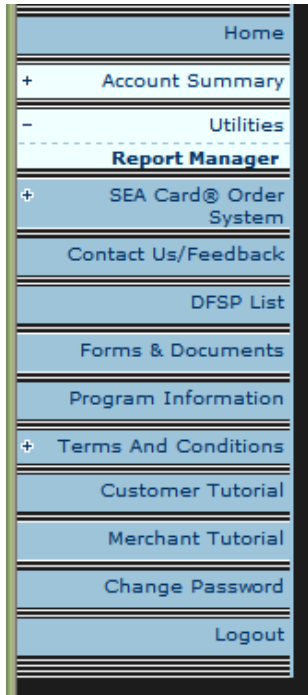 Home
+ Account Summary
- Utilities
Report Manager
+ SEA Card® Order
System
Contact Us/Feedback
DFSP List
Forms & Documents
Program Information
+ Terms And Conditions
Customer Tutorial
Merchant Tutorial
Change Password
Logout